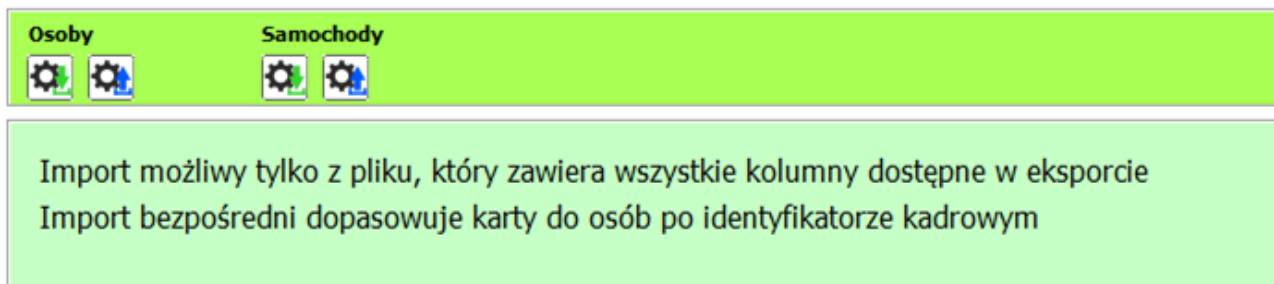 Osoby Samochody
Import możliwy tylko z pliku, który zawiera wszystkie kolumny dostępne w eksporcie
Import bezpośredni dopasowuje karty do osób po identyfikatorze kadrowym